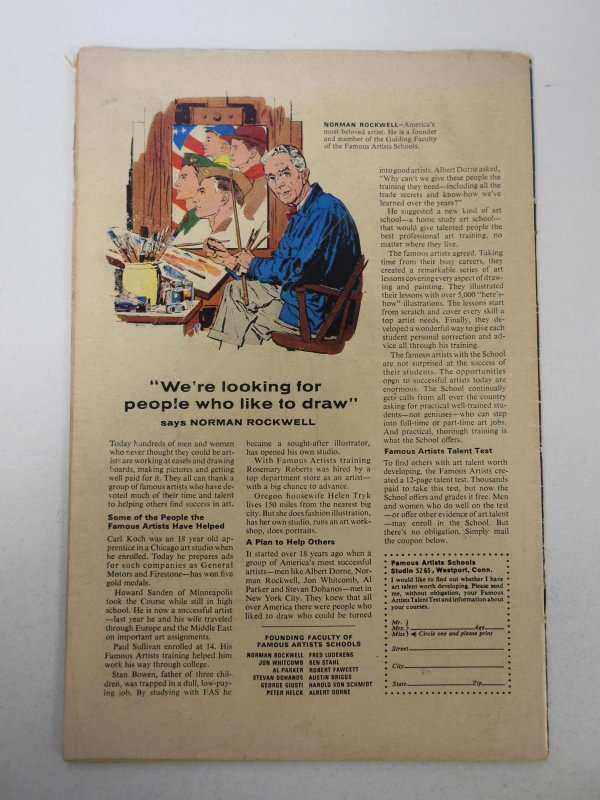 NORMAN ROCKWELL—America's
most beloved artist. He is a founder
and member of the Guiding Faculty
of the Famous Artists Schools.
"We're looking for
people who like to draw"
says NORMAN ROCKWELL
Today hundreds of men and women
who never thought they could be art-
ists are working at easels and drawing
boards, making pictures and getting
well paid for it. They all can thank a
group of famous artists who have de-
voted much of their time and talent
to helping others find success in art.
Some of the People the
Famous Artists Have Helped
Carl Koch was an 18 year old ap-
prentice in a Chicago art studio when
he enrolled. Today he prepares ads
for such companies as General
Motors and Firestone—has won five
gold medals.
Howard Sanden of Minneapolis
took the Course while still in high
school. He is now a successful artist
—last year he and his wife traveled
through Europe and the Middle East
on important art assignments.
Paul Sullivan enrolled at 14. His
Famous Artists training helped him
work his way through college.
Stan Bowen, father of three chil-
dren, was trapped in a dull, low-pay-
ing job. By studying with FAS he
became a sought-after illustrator,
has opened his own studio.
With Famous Artists training
Rosemary Roberts was hired by a
top department store as an artist—
with a big chance to advance.
Oregon housewife Helen Tryk
lives 150 miles from the nearest big
city. But she does fashion illustration,
has her own studio, runs an art work-
shop, does portraits.
A Plan to Help Others
It started over 18 years ago when a
group of America's most successful
artists—men like Albert Dorne, Nor-
man Rockwell, Jon Whitcomb, Al
Parker and Stevan Dohanos—met in
New York City. They knew that all
over America there were people who
liked to draw who could be turned
FOUNDING FACULTY OF
FAMOUS ARTISTS SCHOOLS
NORMAN ROCKWELL FRED LUDEKENS
JON WHITCOMB BEN STAHL
AL PARKER ROBERT FAWCETT
STEVAN DOHANOS AUSTIN BRIGGS
GEORGE GIUSTI HAROLD VON SCHMIDT
PETER HELCK ALBERT DORNE
into good artists. Albert Dorne asked,
"Why can't we give these people the
training they need—including all the
trade secrets and know-how we've
learned over the years?"
He suggested a new kind of art
school—a home study art school—
that would give talented people the
best professional art training, no
matter where they live.
The famous artists agreed. Taking
time from their busy careers, they
created a remarkable series of art
lessons covering every aspect of draw-
ing and painting. They illustrated
their lessons with over 5,000 "here's-
how" illustrations. The lessons start
from scratch and cover every skill a
top artist needs. Finally, they de-
veloped a wonderful way to give each
student personal correction and ad-
vice all through his training.
The famous artists with the School
are not surprised at the success of
their students. The opportunities
open to successful artists today are
enormous. The School continually
gets calls from all over the country
asking for practical well-trained stu-
dents—not geniuses—who can step
into full-time or part-time art jobs.
And practical, thorough training is
what the School offers.
Famous Artists Talent Test
To find others with art talent worth
developing, the Famous Artists cre-
ated a 12-page talent test. Thousands
paid to take this test, but now the
School offers and grades it free. Men
and women who do well on the test
—or offer other evidence of art talent
—may enroll in the School. But
there's no obligation. Simply mail
the coupon below.
Famous Artists Schools
Studio 5265, Westport, Conn.
I would like to find out whether I have
art talent worth developing. Please send
me, without obligation, your Famous
Artists Talent Test and information about
your courses.
Mr.
Mrs. Age
Miss Circle one and please print
Street
City
State Zip